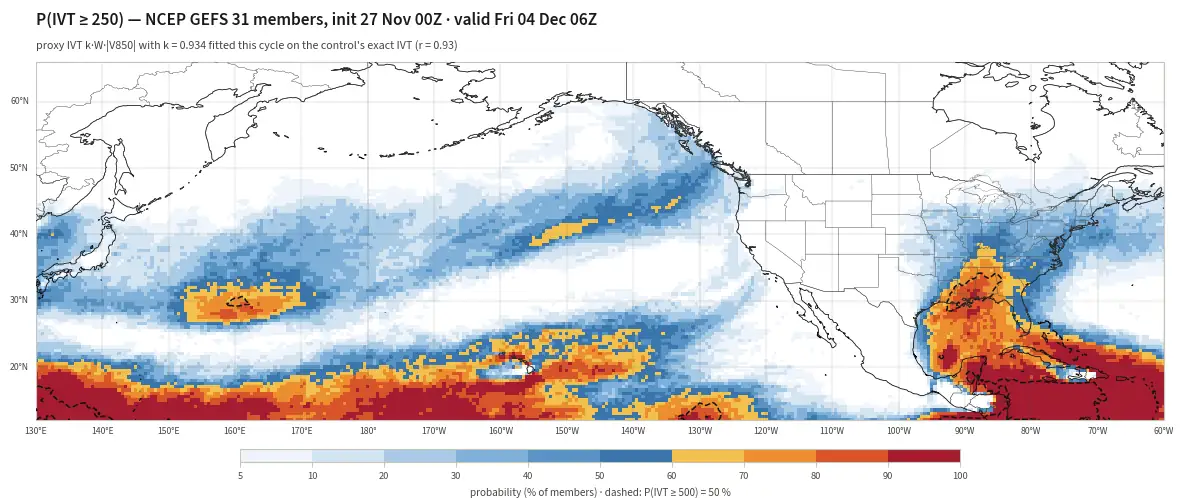 P(IVT ≥ 250) — NCEP GEFS 31 members, init 27 Nov 00Z · valid Fri 04 Dec 06Z
proxy IVT k·W·|V850| with k = 0.934 fitted this cycle on the control's exact IVT (r = 0.93)
60°N
50°N
40°N
30°N
20°N
130°E 140°E 150°E 160°E 170°E 180° 170°W 160°W 150°W 140°W 130°W 120°W 110°W 100°W 90°W 80°W 70°W 60°W
5 10 20 30 40 50 60 70 80 90 100
probability (% of members) · dashed: P(IVT ≥ 500) = 50 %